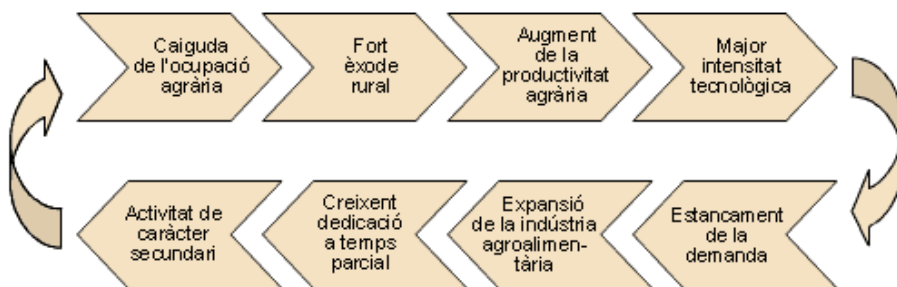 Caiguda
de l'ocupació
agrària
Fort
èxode
rural
Augment
de la
productivitat
agrària
Major
intensitat
tecnològica
Activitat de
caràcter
secundari
Creixent
dedicació
a temps
parcial
Expansió
de la indústria
agroalimen-
tària
Estancament
de la
demanda